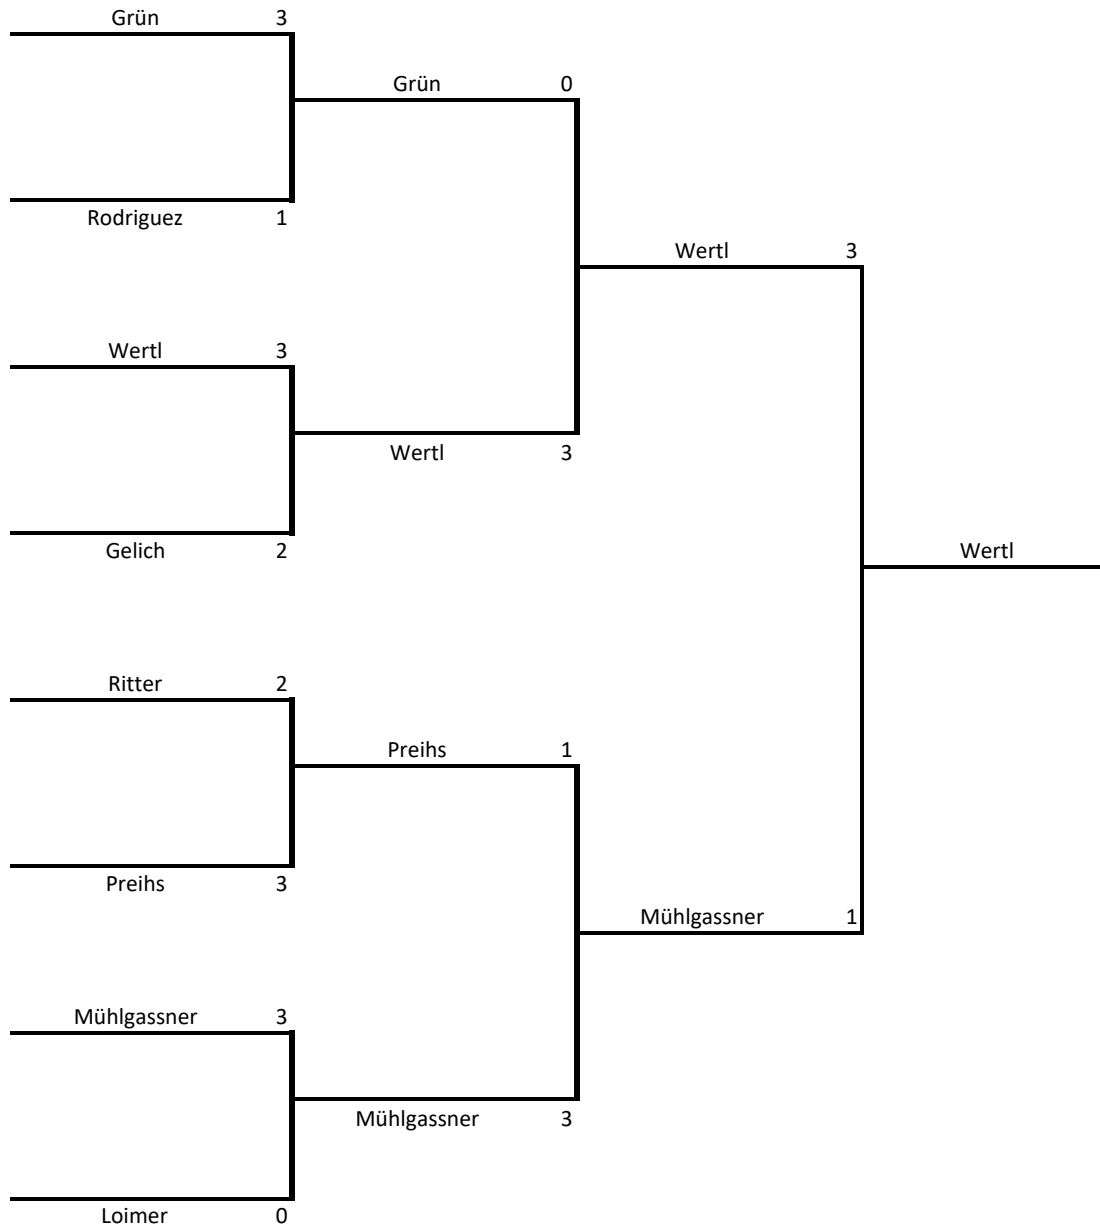 Grün 3
Grün 0
Rodriguez 1
Wertl 3
Wertl 3
Wertl 3
Gelich 2
Wertl
Ritter 2
Preihs 1
Preihs 3
Mühlgassner 1
Mühlgassner 3
Mühlgassner 3
Loimer 0